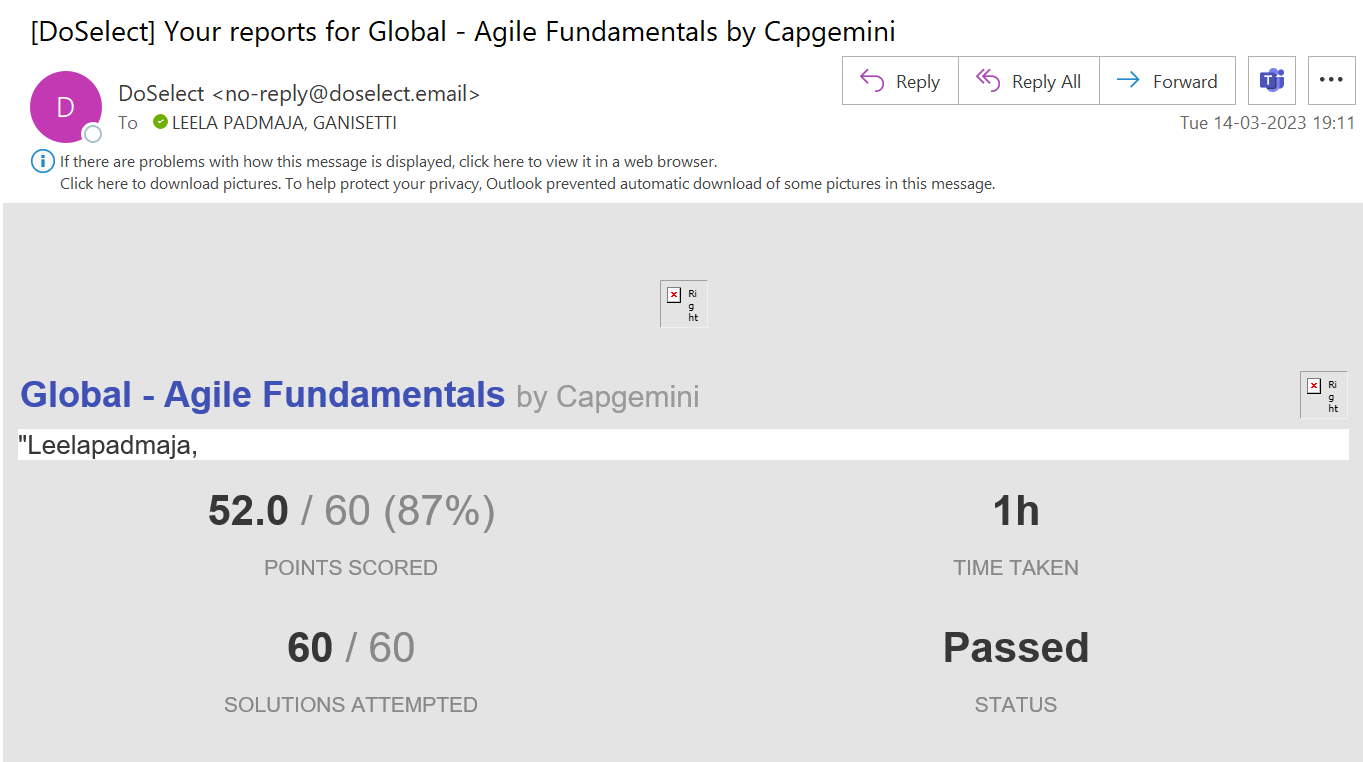 [DoSelect] Your reports for Global - Agile Fundamentals by Capgemini
D
DoSelect <no-reply@doselect.email>
To LEELA PADMAJA, GANISETTI
Reply
Reply All
Forward
Tue 14-03-2023 19:11
If there are problems with how this message is displayed, click here to view it in a web browser.
Click here to download pictures. To help protect your privacy, Outlook prevented automatic download of some pictures in this message.
Ri
g
ht
Global - Agile Fundamentals by Capgemini
Ri
g
ht
"Leelapadmaja,
52.0 / 60 (87%)
POINTS SCORED
1h
TIME TAKEN
60 / 60
SOLUTIONS ATTEMPTED
Passed
STATUS